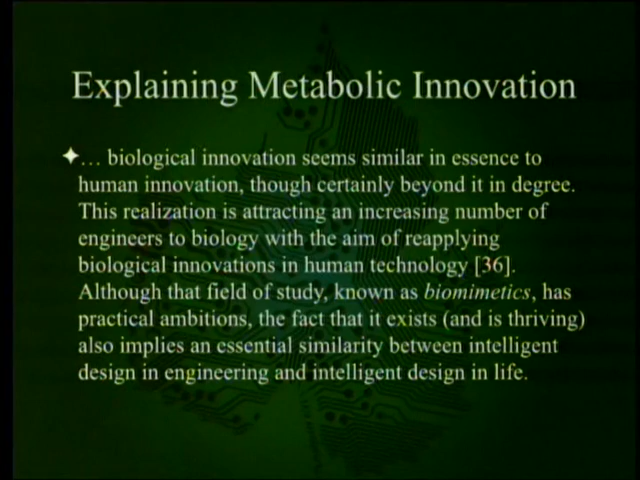 Explaining Metabolic Innovation
… biological innovation seems similar in essence to
human innovation, though certainly beyond it in degree.
This realization is attracting an increasing number of
engineers to biology with the aim of reapplying
biological innovations in human technology [36].
Although that field of study, known as biomimetics, has
practical ambitions, the fact that it exists (and is thriving)
also implies an essential similarity between intelligent
design in engineering and intelligent design in life.